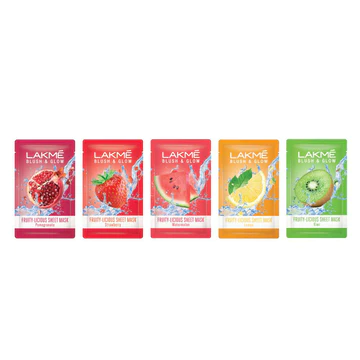 LAKMÉ
BLUSH & GLOW
FRUITY-LICIOUS SHEET MASK
Pomegranate
LAKMÉ
BLUSH & GLOW
FRUITY-LICIOUS SHEET MASK
Strawberry
LAKMÉ
BLUSH & GLOW
FRUITY-LICIOUS SHEET MASK
Watermelon
LAKMÉ
BLUSH & GLOW
FRUITY-LICIOUS SHEET MASK
LAKMÉ
BLUSH & GLOW
FRUITY-LICIOUS SHEET MASK
Kiwi